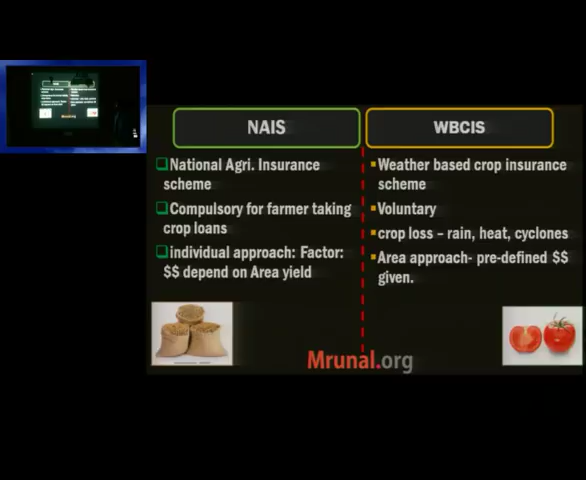 NAIS
National Agri. Insurance
scheme
Compulsory for farmer taking
crop loans
individual approach: Factor:
$$ depend on Area yield
WBCIS
Weather based crop insurance
scheme
Voluntary
crop loss – rain, heat, cyclones
Area approach- pre-defined $$
given.
Mrunal.org